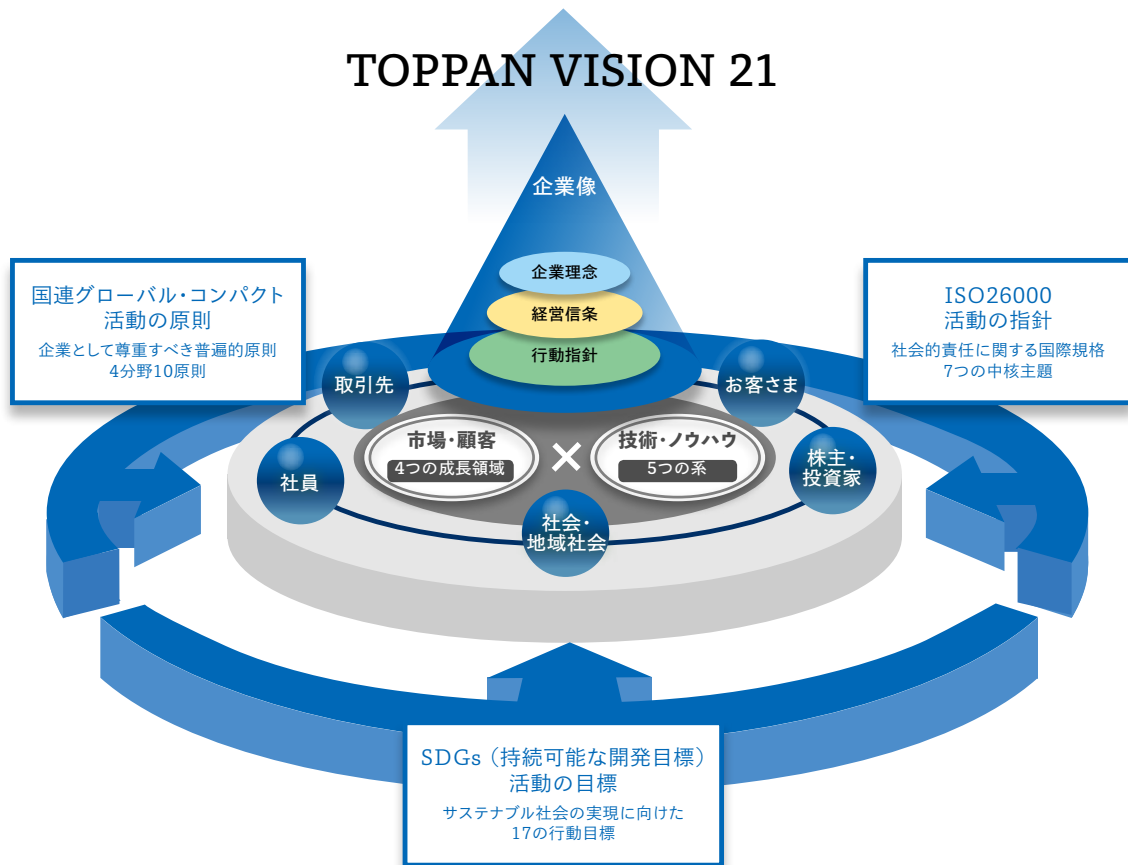 TOPPAN VISION 21
企業像
企業理念
経営信条
行動指針
国連グローバル・コンパクト
活動の原則
企業として尊重すべき普遍的原則
4分野10原則
ISO26000
活動の指針
社会的責任に関する国際規格
7つの中核主題
取引先
お客さま
社員
株主・
投資家
社会・
地域社会
市場・顧客
4つの成長領域
×
技術・ノウハウ
5つの系
SDGs（持続可能な開発目標）
活動の目標
サステナブル社会の実現に向けた
17の行動目標